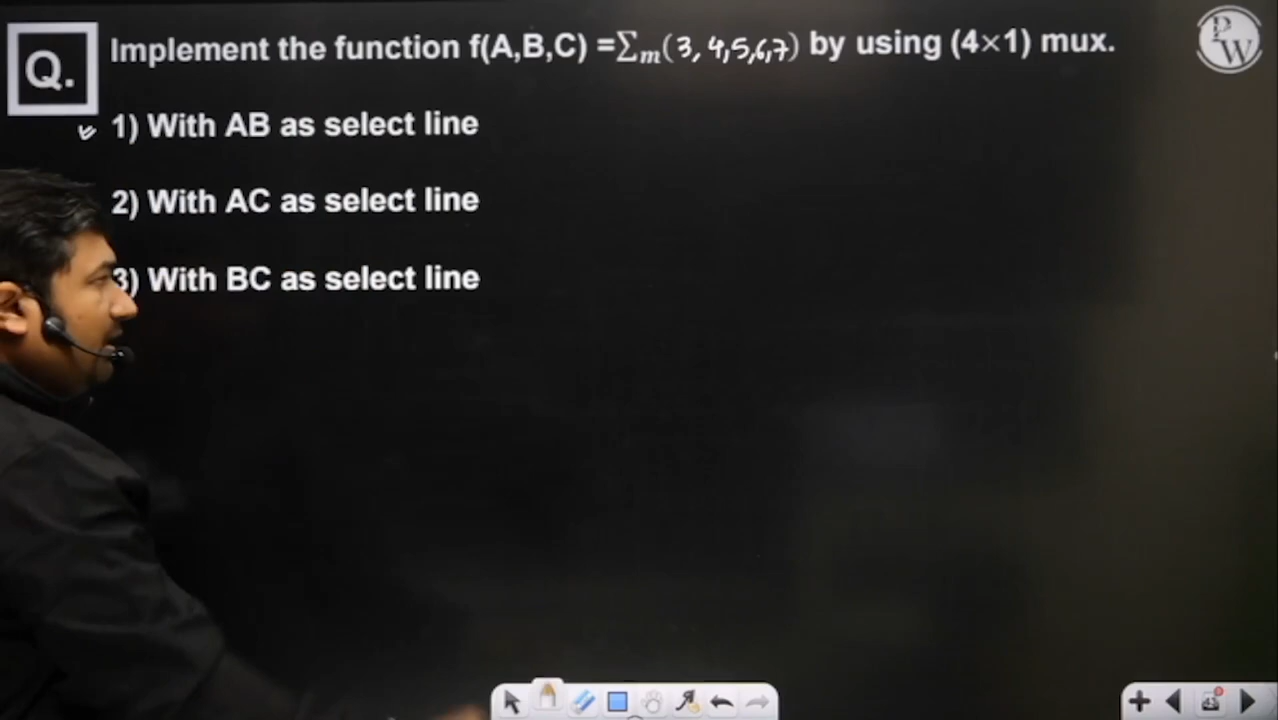 Q.
Implement the function f(A,B,C) =∑m(3, 4,5,6,7) by using (4×1) mux.
1) With AB as select line
2) With AC as select line
3) With BC as select line
PW